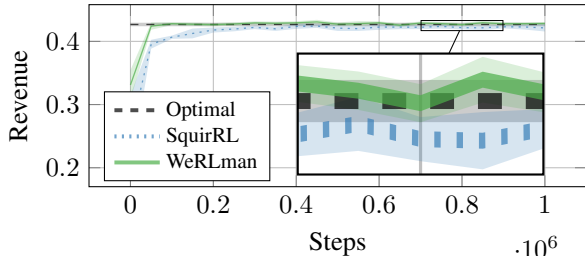 Revenue
0.4
0.3
0.2
Optimal
SquirRL
WeRLman
0 0.2 0.4 0.6 0.8 1
Steps
·10⁶